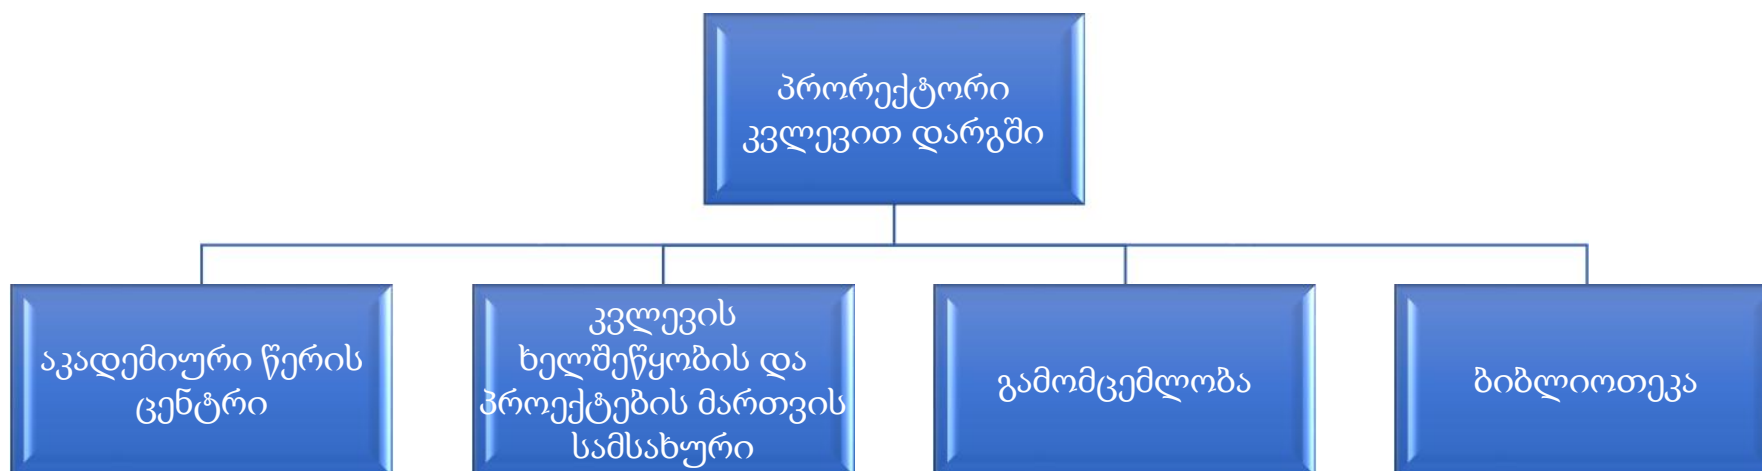 პრორექტორი
კვლევით დარგში
აკადემიური წერის
ცენტრი
კვლევის
ხელშეწყობის და
პროექტების მართვის
სამსახური
გამომცემლობა
ბიბლიოთეკა